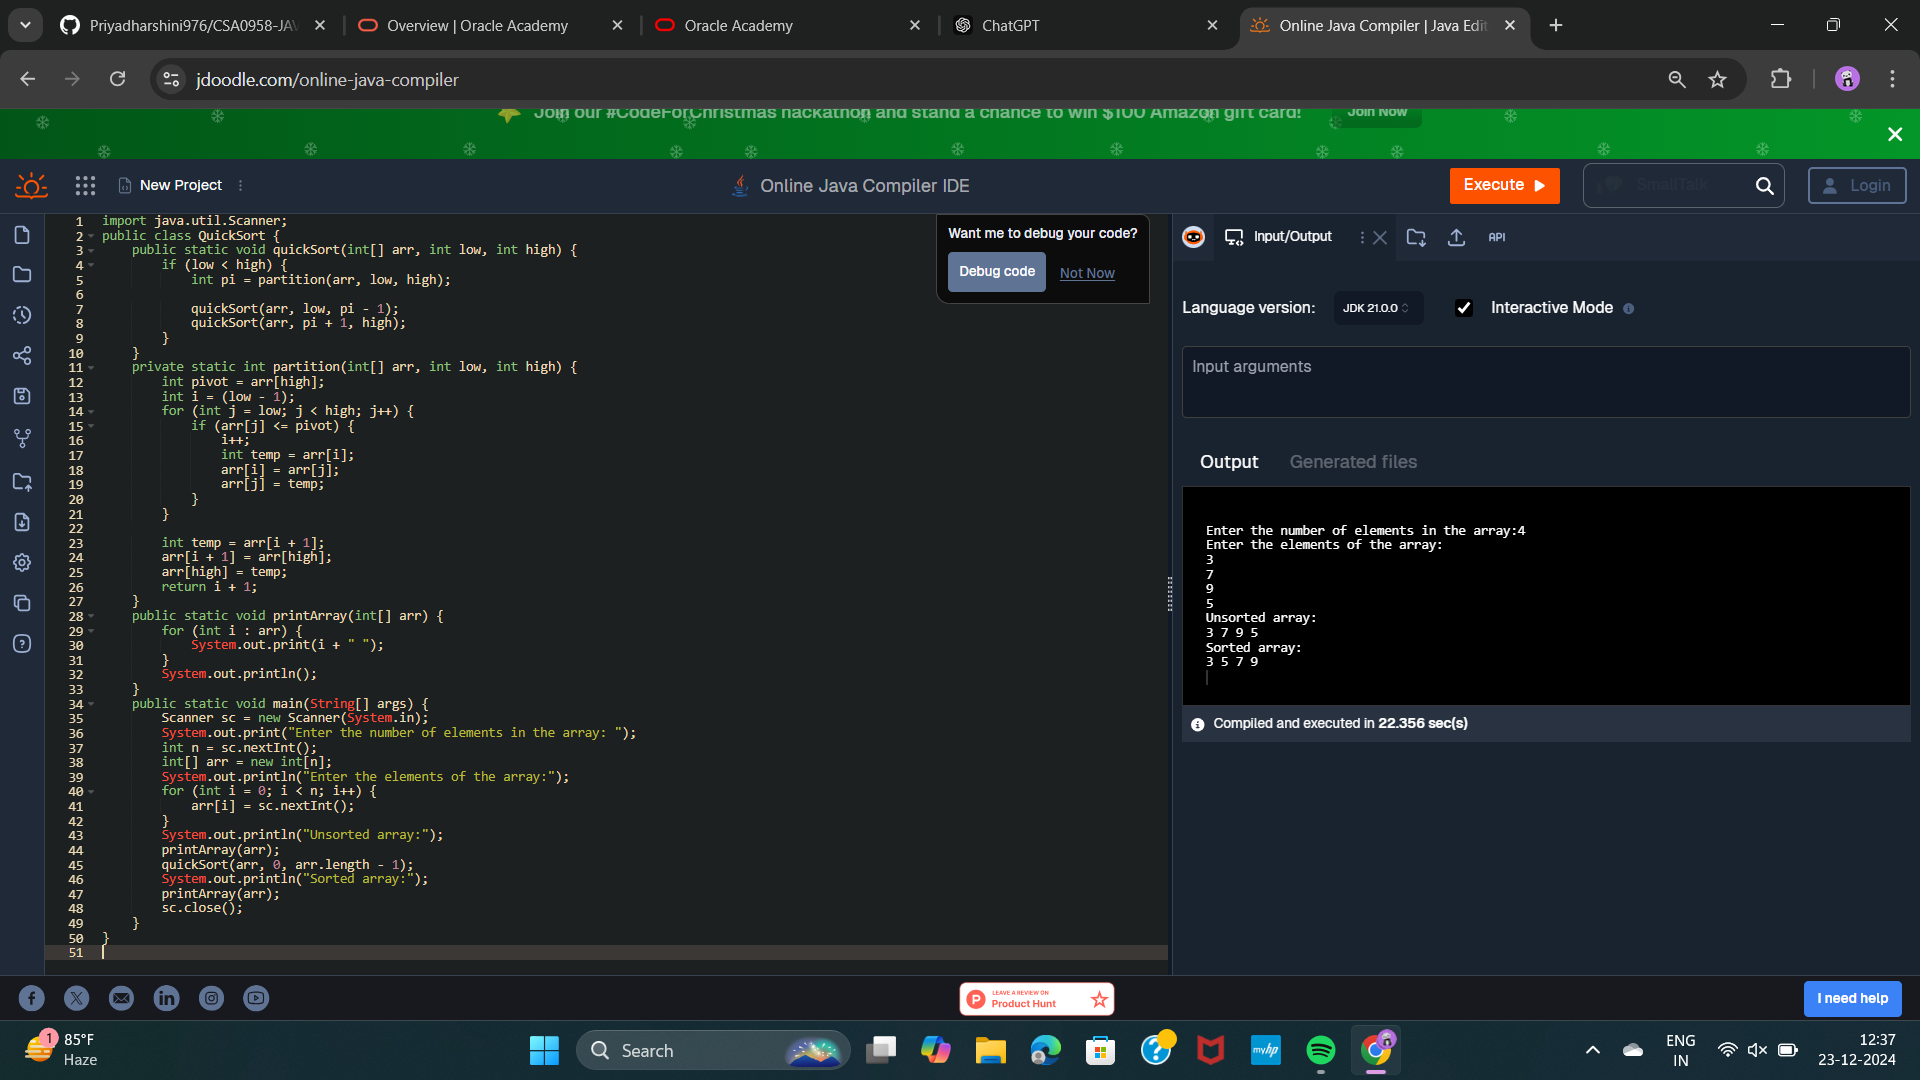 Priyadharshini976/CSA0958-JAV
Overview | Oracle Academy
Oracle Academy
ChatGPT
Online Java Compiler | Java Edit
jdoodle.com/online-java-compiler
Join our #CodeForChristmas hackathon and stand a chance to win $100 Amazon gift card!
Join Now
New Project
Online Java Compiler IDE
Execute
SmallTalk
Login
1 import java.util.Scanner;
2 public class QuickSort {
3     public static void quickSort(int[] arr, int low, int high) {
4         if (low < high) {
5             int pi = partition(arr, low, high);
6
7             quickSort(arr, low, pi - 1);
8             quickSort(arr, pi + 1, high);
9         }
10     }
11     private static int partition(int[] arr, int low, int high) {
12         int pivot = arr[high];
13         int i = (low - 1);
14         for (int j = low; j < high; j++) {
15             if (arr[j] <= pivot) {
16                 i++;
17                 int temp = arr[i];
18                 arr[i] = arr[j];
19                 arr[j] = temp;
20             }
21         }
22
23         int temp = arr[i + 1];
24         arr[i + 1] = arr[high];
25         arr[high] = temp;
26         return i + 1;
27     }
28     public static void printArray(int[] arr) {
29         for (int i : arr) {
30             System.out.print(i + " ");
31         }
32         System.out.println();
33     }
34     public static void main(String[] args) {
35         Scanner sc = new Scanner(System.in);
36         System.out.print("Enter the number of elements in the array: ");
37         int n = sc.nextInt();
38         int[] arr = new int[n];
39         System.out.println("Enter the elements of the array:");
40         for (int i = 0; i < n; i++) {
41             arr[i] = sc.nextInt();
42         }
43         System.out.println("Unsorted array:");
44         printArray(arr);
45         quickSort(arr, 0, arr.length - 1);
46         System.out.println("Sorted array:");
47         printArray(arr);
48         sc.close();
49     }
50 }
51
Want me to debug your code?
Debug code
Not Now
Input/Output
API
Language version:
JDK 21.0.0
Interactive Mode
Input arguments
Output
Generated files
Enter the number of elements in the array:4
Enter the elements of the array:
3
7
9
5
Unsorted array:
3 7 9 5
Sorted array:
3 5 7 9
Compiled and executed in 22.356 sec(s)
LEAVE A REVIEW ON
Product Hunt
I need help
1
85°F
Haze
Search
myhp
ENG
IN
12:37
23-12-2024